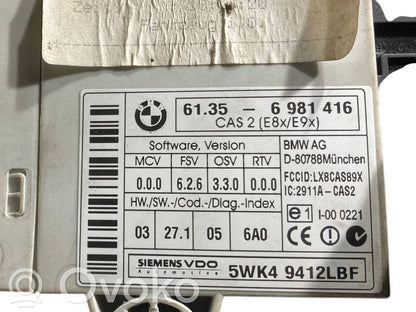 61.35 - 6 981 416
CAS 2 (E8x/E9x)
Software, Version
MCV FSV OSV RTV
0.0.0 6.2.6 3.3.0 0.0.0
HW./SW.-/Cod.-/Diag.-Index
03 27.1 05 6A0
BMW AG
D-80788München
FCCID:LX8CAS89X
IC:2911A-CAS2
e1 I-00 0221
SIEMENS VDO
Automotive
5WK4 9412LBF
OVOKO